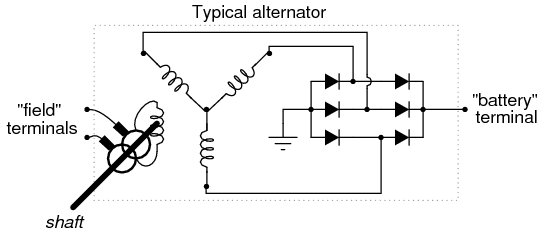 Typical alternator
"field"
terminals
"battery"
terminal
shaft